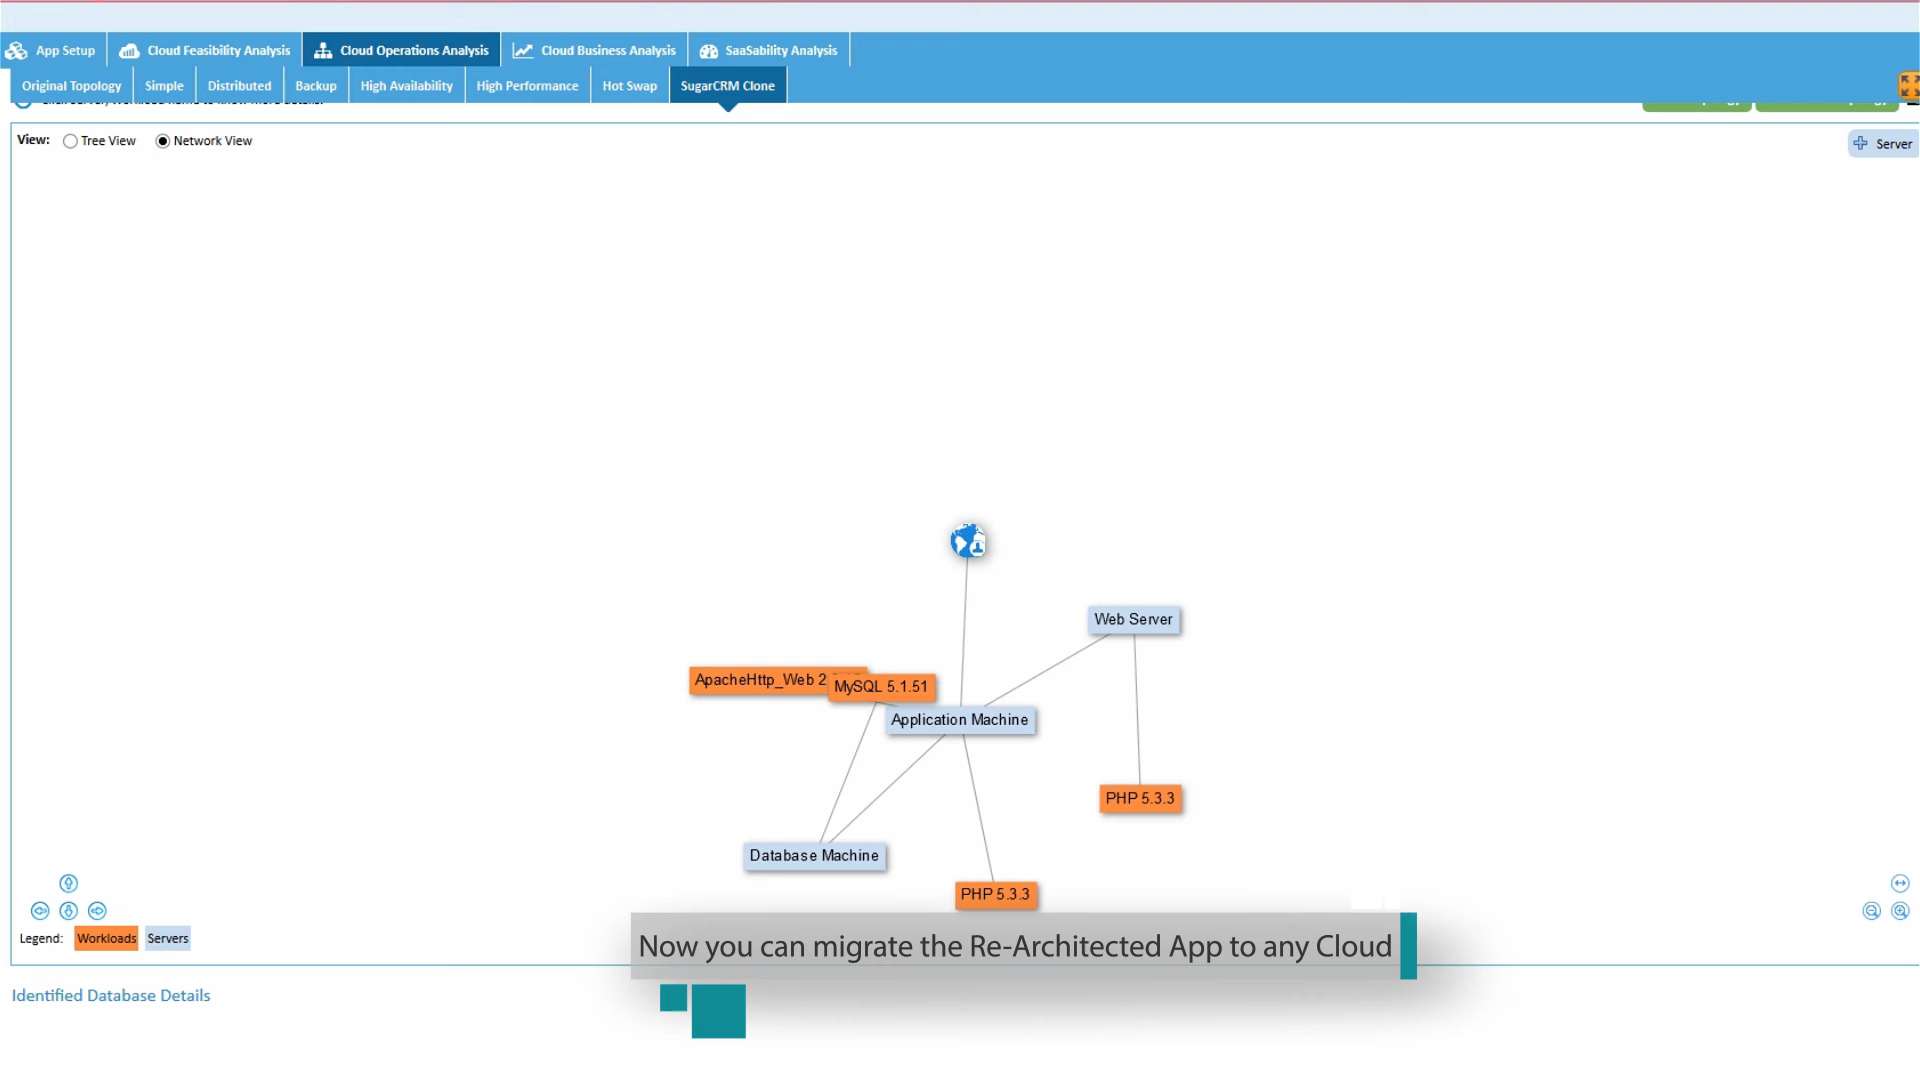 App Setup
Cloud Feasibility Analysis
Cloud Operations Analysis
Cloud Business Analysis
SaaSability Analysis
Original Topology
Simple
Distributed
Backup
High Availability
High Performance
Hot Swap
SugarCRM Clone
View:
Tree View
Network View
Server
Web Server
ApacheHttp_Web 2
MySQL 5.1.51
Application Machine
PHP 5.3.3
Database Machine
PHP 5.3.3
Legend:
Workloads
Servers
Now you can migrate the Re-Architected App to any Cloud
Identified Database Details